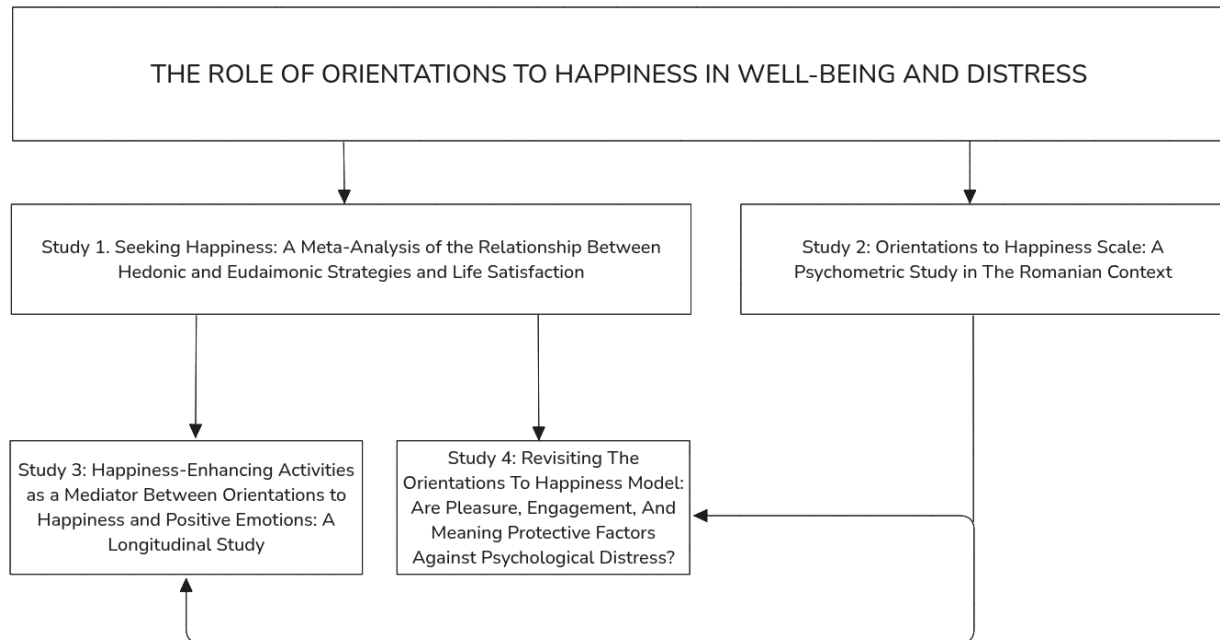 THE ROLE OF ORIENTATIONS TO HAPPINESS IN WELL-BEING AND DISTRESS
Study 1. Seeking Happiness: A Meta-Analysis of the Relationship Between
Hedonic and Eudaimonic Strategies and Life Satisfaction
Study 2: Orientations to Happiness Scale: A
Psychometric Study in The Romanian Context
Study 3: Happiness-Enhancing Activities
as a Mediator Between Orientations to
Happiness and Positive Emotions: A
Longitudinal Study
Study 4: Revisiting The
Orientations To Happiness Model:
Are Pleasure, Engagement, And
Meaning Protective Factors
Against Psychological Distress?